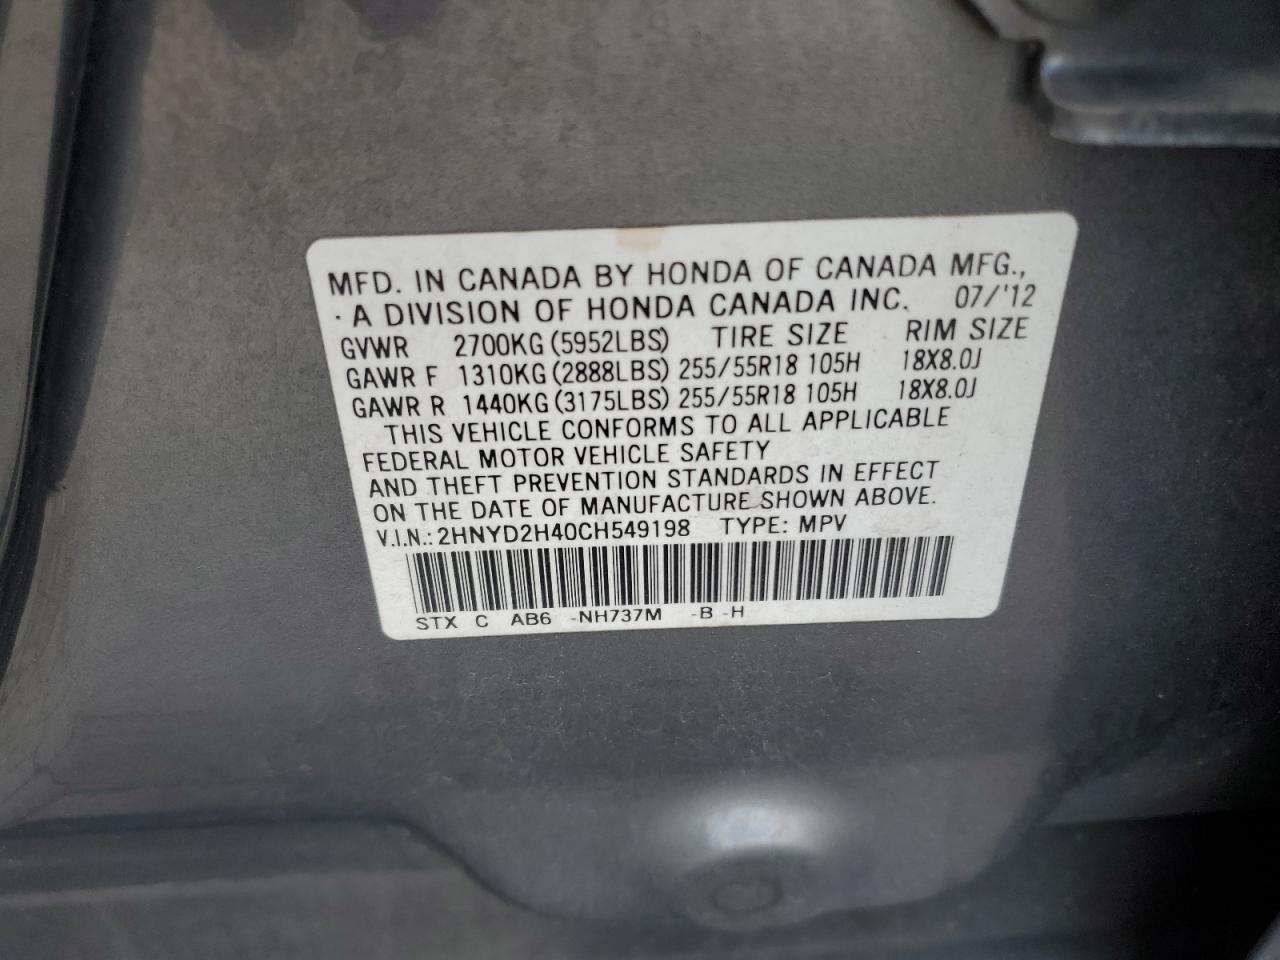 MFD. IN CANADA BY HONDA OF CANADA MFG.,
. A DIVISION OF HONDA CANADA INC. 07/'12
GVWR 2700KG (5952LBS) TIRE SIZE RIM SIZE
GAWR F 1310KG (2888LBS) 255/55R18 105H 18X8.0J
GAWR R 1440KG (3175LBS) 255/55R18 105H 18X8.0J
THIS VEHICLE CONFORMS TO ALL APPLICABLE
FEDERAL MOTOR VEHICLE SAFETY
AND THEFT PREVENTION STANDARDS IN EFFECT
ON THE DATE OF MANUFACTURE SHOWN ABOVE.
V.I.N.: 2HNYD2H40CH549198 TYPE: MPV
STX C AB6 -NH737M -B -H